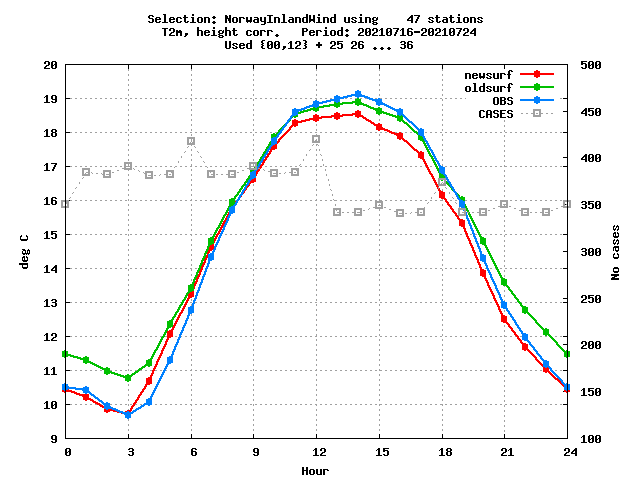 Selection: NorwayInlandWind using    47 stations
T2m, height corr.   Period: 20210716-20210724
Used {00,12} + 25 26 ... 36
newsurf
oldsurf
OBS
CASES
deg C
20
19
18
17
16
15
14
13
12
11
10
9
500
450
400
350
300
250
200
150
100
No cases
0 3 6 9 12 15 18 21 24
Hour